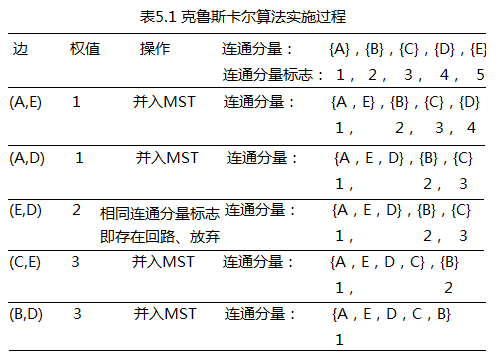 表5.1 克鲁斯卡尔算法实施过程
边 权值 操作 连通分量： {A}，{B}，{C}，{D}，{E}
连通分量标志： 1， 2， 3， 4， 5
(A,E) 1 并入MST 连通分量： {A，E}，{B}，{C}，{D}
1， 2， 3，4
(A,D) 1 并入MST 连通分量： {A，E，D}，{B}，{C}
1， 2， 3
(E,D) 2 相同连通分量标志 连通分量： {A，E，D}，{B}，{C}
即存在回路、放弃 1， 2， 3
(C,E) 3 并入MST 连通分量： {A，E，D，C}，{B}
1， 2
(B,D) 3 并入MST 连通分量： {A，E，D，C，B}
1